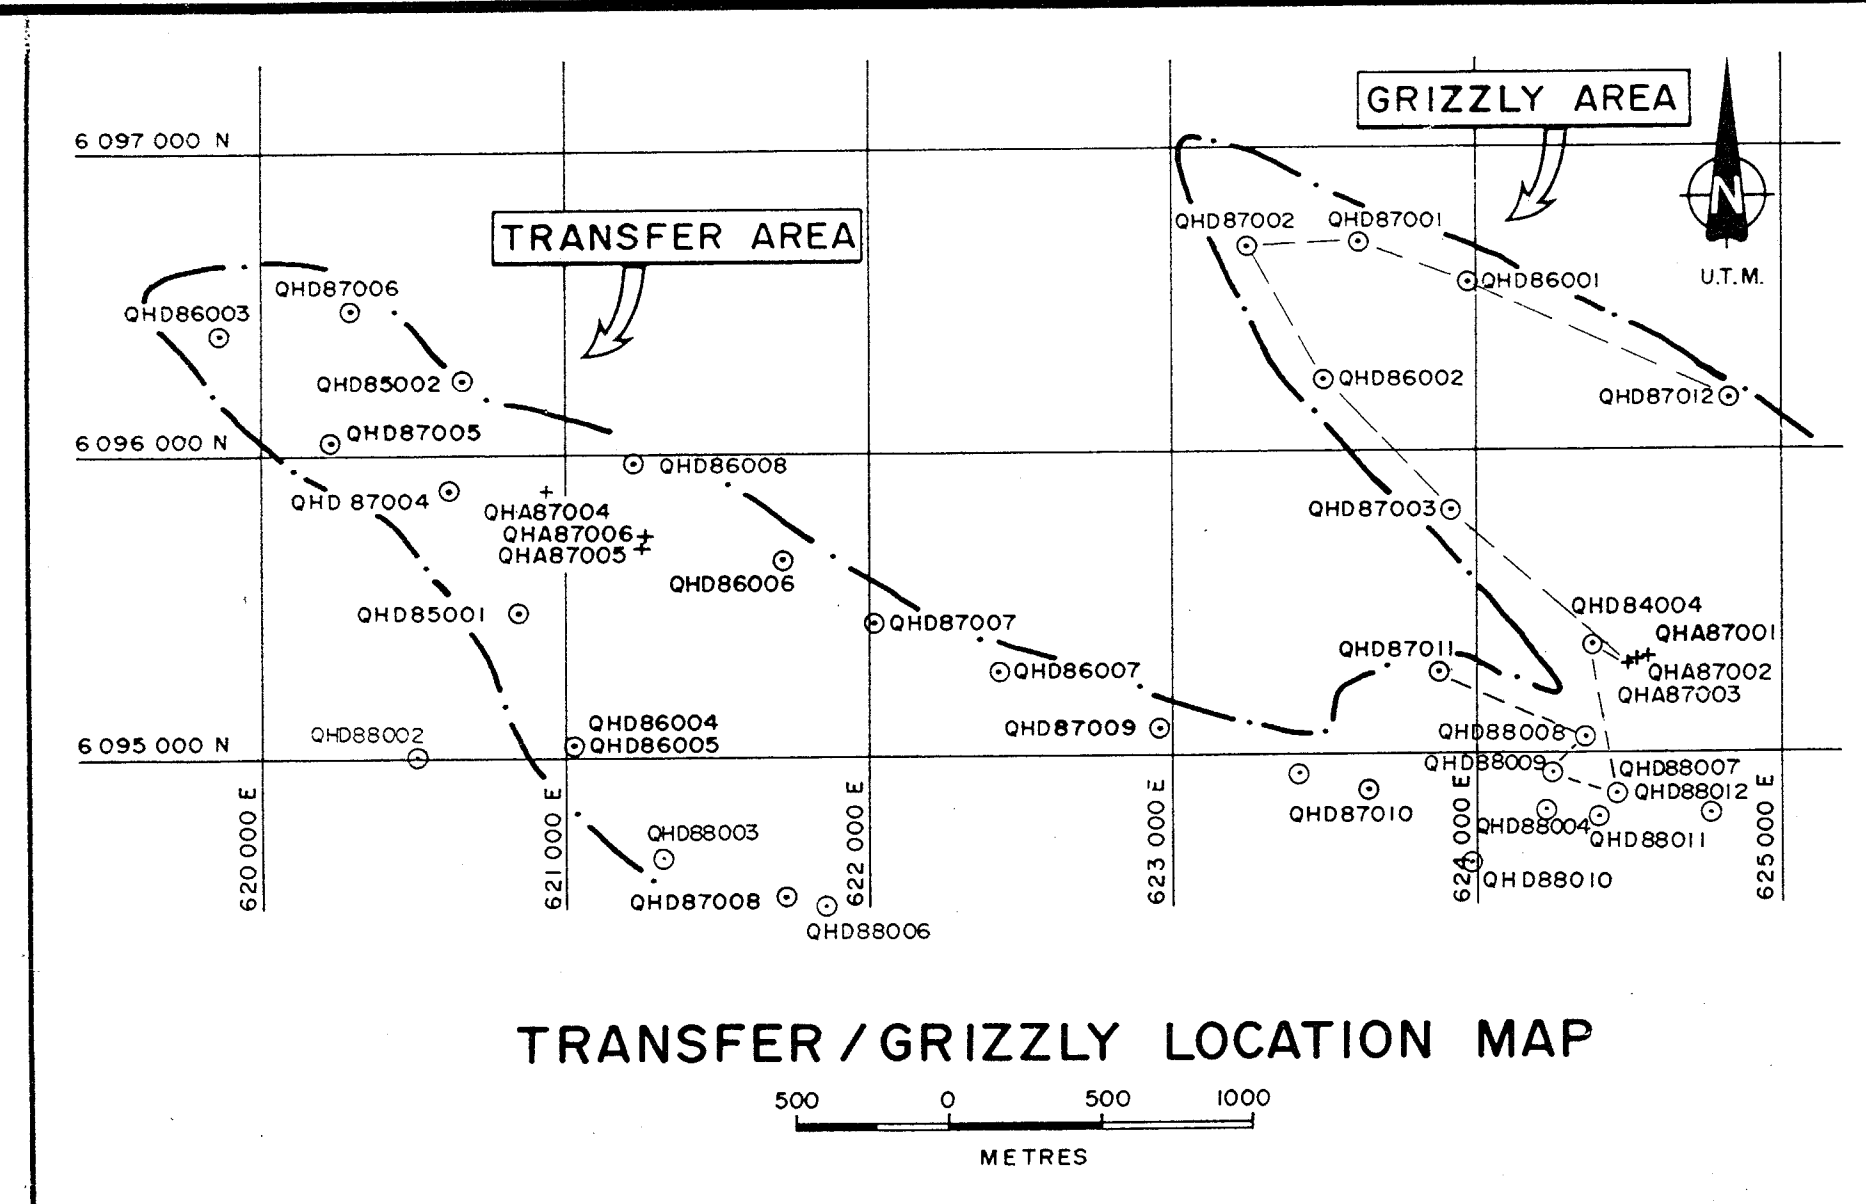 GRIZZLY AREA
6 097 000 N
N
QHD87002
QHD87001
TRANSFER AREA
U.T.M.
QHD86001
QHD87006
QHD86003
QHD85002
QHD86002
QHD87012
6 096 000 N
QHD87005
QHD86008
QHD 87004
QHA87004
QHD87003
QHA87006
QHA87005
QHD86006
QHD84004
QHD85001
QHD87007
QHA87001
QHD87011
QHD86007
QHA87002
QHA87003
QHD86004
QHD87009
QHD88008
QHD88002
QHD86005
6 095 000 N
QHD88009
QHD88007
QHD88012
QHD87010
QHD88004
QHD88011
QHD88003
620 000 E
621 000 E
622 000 E
623 000 E
624 000 E
625 000 E
QHD88010
QHD87008
QHD88006
TRANSFER / GRIZZLY LOCATION MAP
500 0 500 1000
METRES